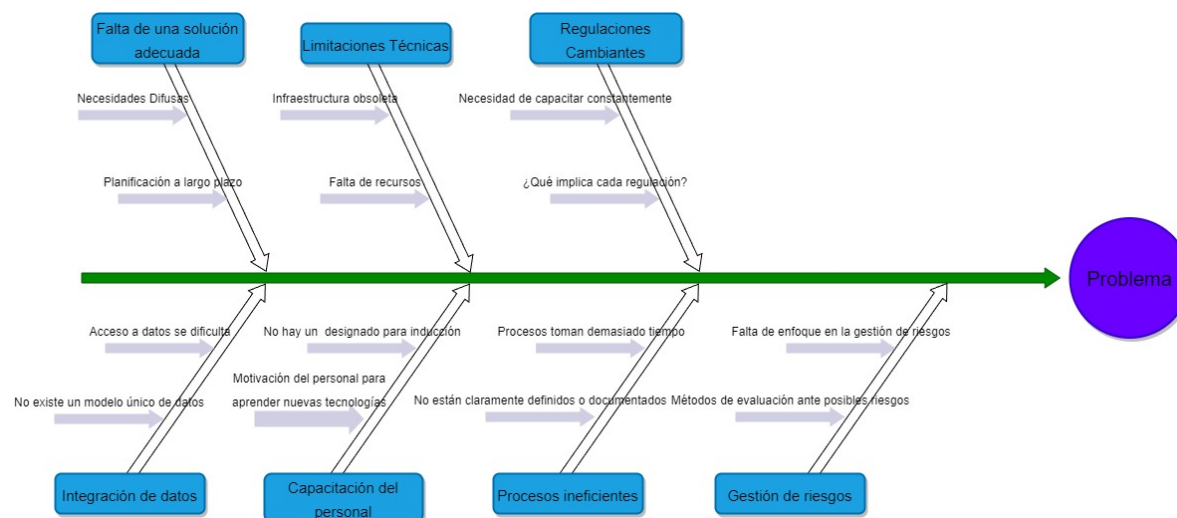 Falta de una solución
adecuada
Limitaciones Técnicas
Regulaciones
Cambiantes
Necesidades Difusas
Infraestructura obsoleta
Necesidad de capacitar constantemente
Planificación a largo plazo
Falta de recursos
¿Qué implica cada regulación?
Problema
Acceso a datos se dificulta
No hay un designado para inducción
Procesos toman demasiado tiempo
Falta de enfoque en la gestión de riesgos
No existe un modelo único de datos
Motivación del personal para
aprender nuevas tecnologías
No están claramente definidos o documentados
Métodos de evaluación ante posibles riesgos
Integración de datos
Capacitación del
personal
Procesos ineficientes
Gestión de riesgos